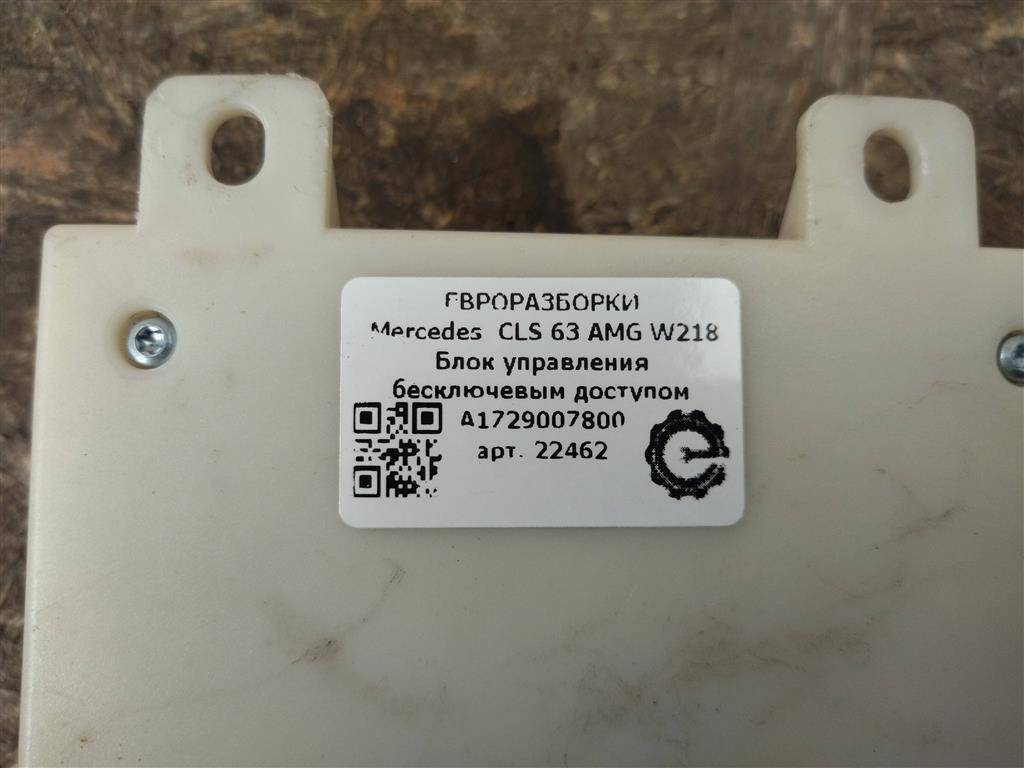 ЕВРОРАЗБОРКИ
Mercedes CLS 63 AMG W218
Блок управления
бесключевым доступом
A1729007800
арт. 22462